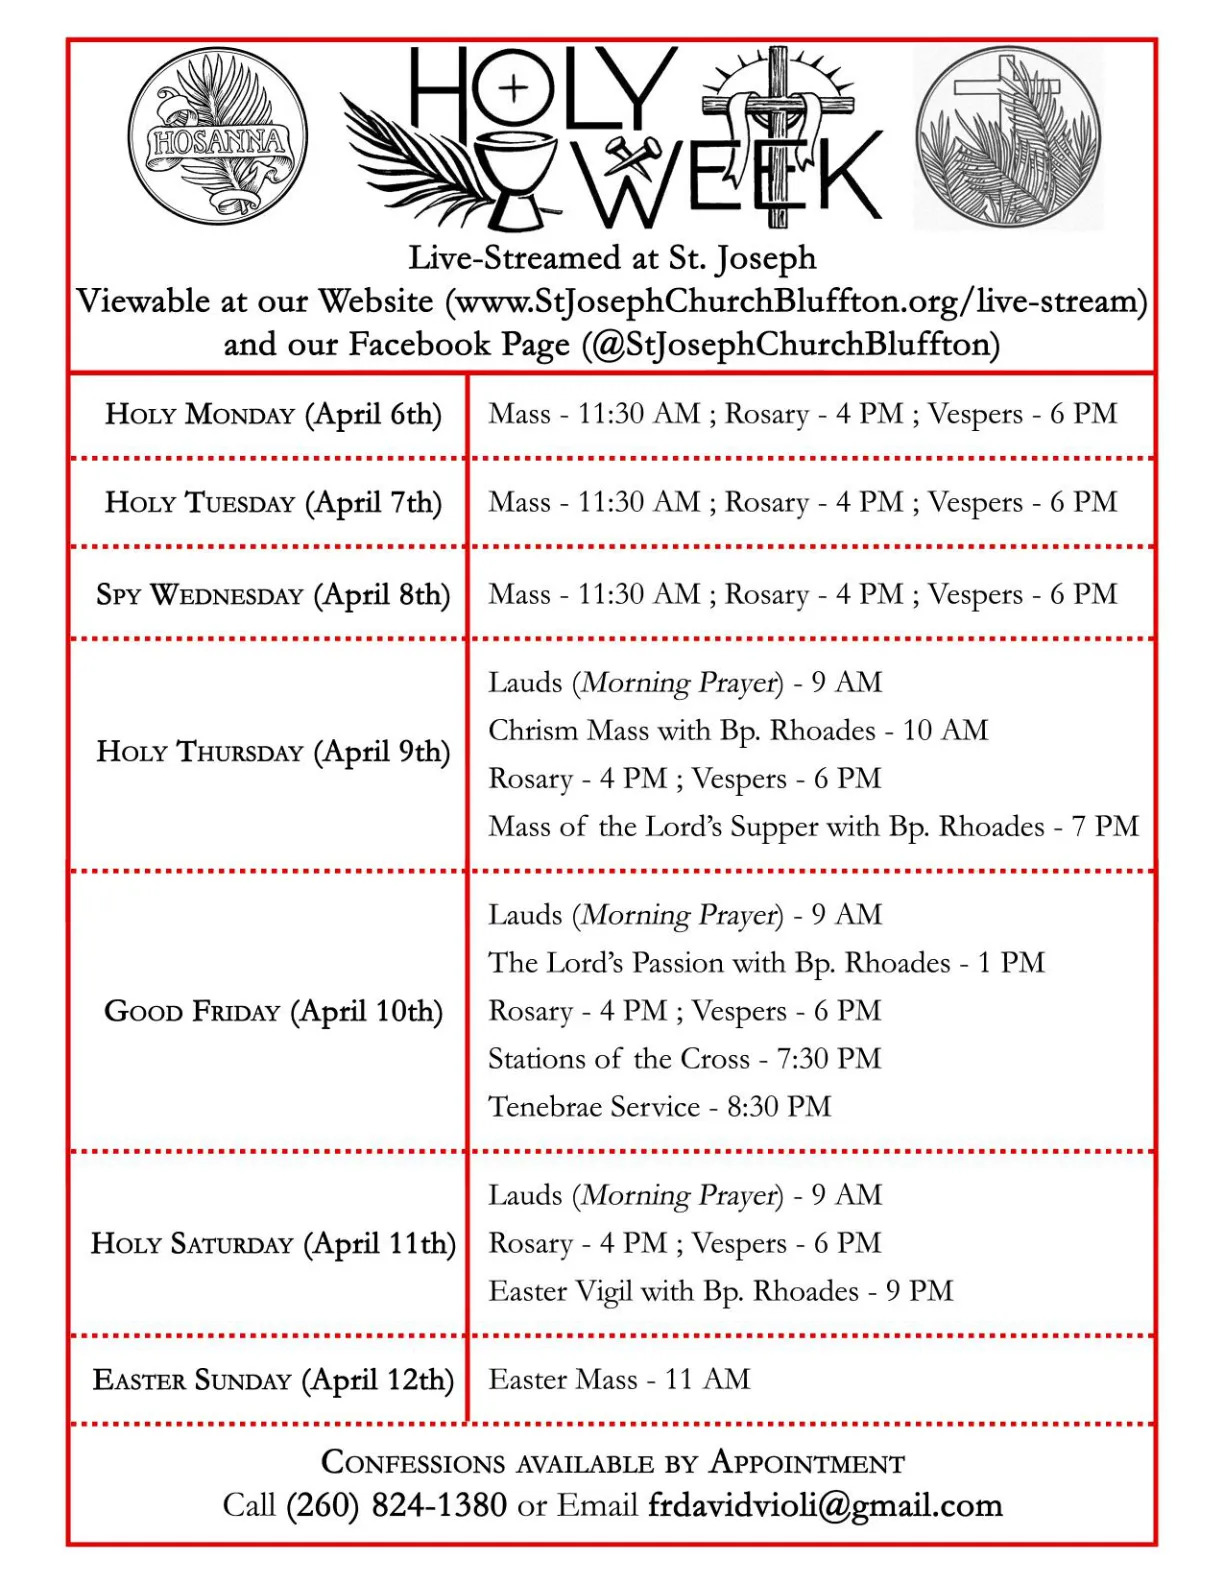 HOSANNA
HOLY
WEEK
Live-Streamed at St. Joseph
Viewable at our Website (www.StJosephChurchBluffton.org/live-stream)
and our Facebook Page (@StJosephChurchBluffton)
HOLY MONDAY (April 6th)
Mass - 11:30 AM ; Rosary - 4 PM ; Vespers - 6 PM
HOLY TUESDAY (April 7th)
Mass - 11:30 AM ; Rosary - 4 PM ; Vespers - 6 PM
SPY WEDNESDAY (April 8th)
Mass - 11:30 AM ; Rosary - 4 PM ; Vespers - 6 PM
HOLY THURSDAY (April 9th)
Lauds (Morning Prayer) - 9 AM
Chrism Mass with Bp. Rhoades - 10 AM
Rosary - 4 PM ; Vespers - 6 PM
Mass of the Lord's Supper with Bp. Rhoades - 7 PM
GOOD FRIDAY (April 10th)
Lauds (Morning Prayer) - 9 AM
The Lord's Passion with Bp. Rhoades - 1 PM
Rosary - 4 PM ; Vespers - 6 PM
Stations of the Cross - 7:30 PM
Tenebrae Service - 8:30 PM
HOLY SATURDAY (April 11th)
Lauds (Morning Prayer) - 9 AM
Rosary - 4 PM ; Vespers - 6 PM
Easter Vigil with Bp. Rhoades - 9 PM
EASTER SUNDAY (April 12th)
Easter Mass - 11 AM
CONFESSIONS AVAILABLE BY APPOINTMENT
Call (260) 824-1380 or Email frdavidvioli@gmail.com